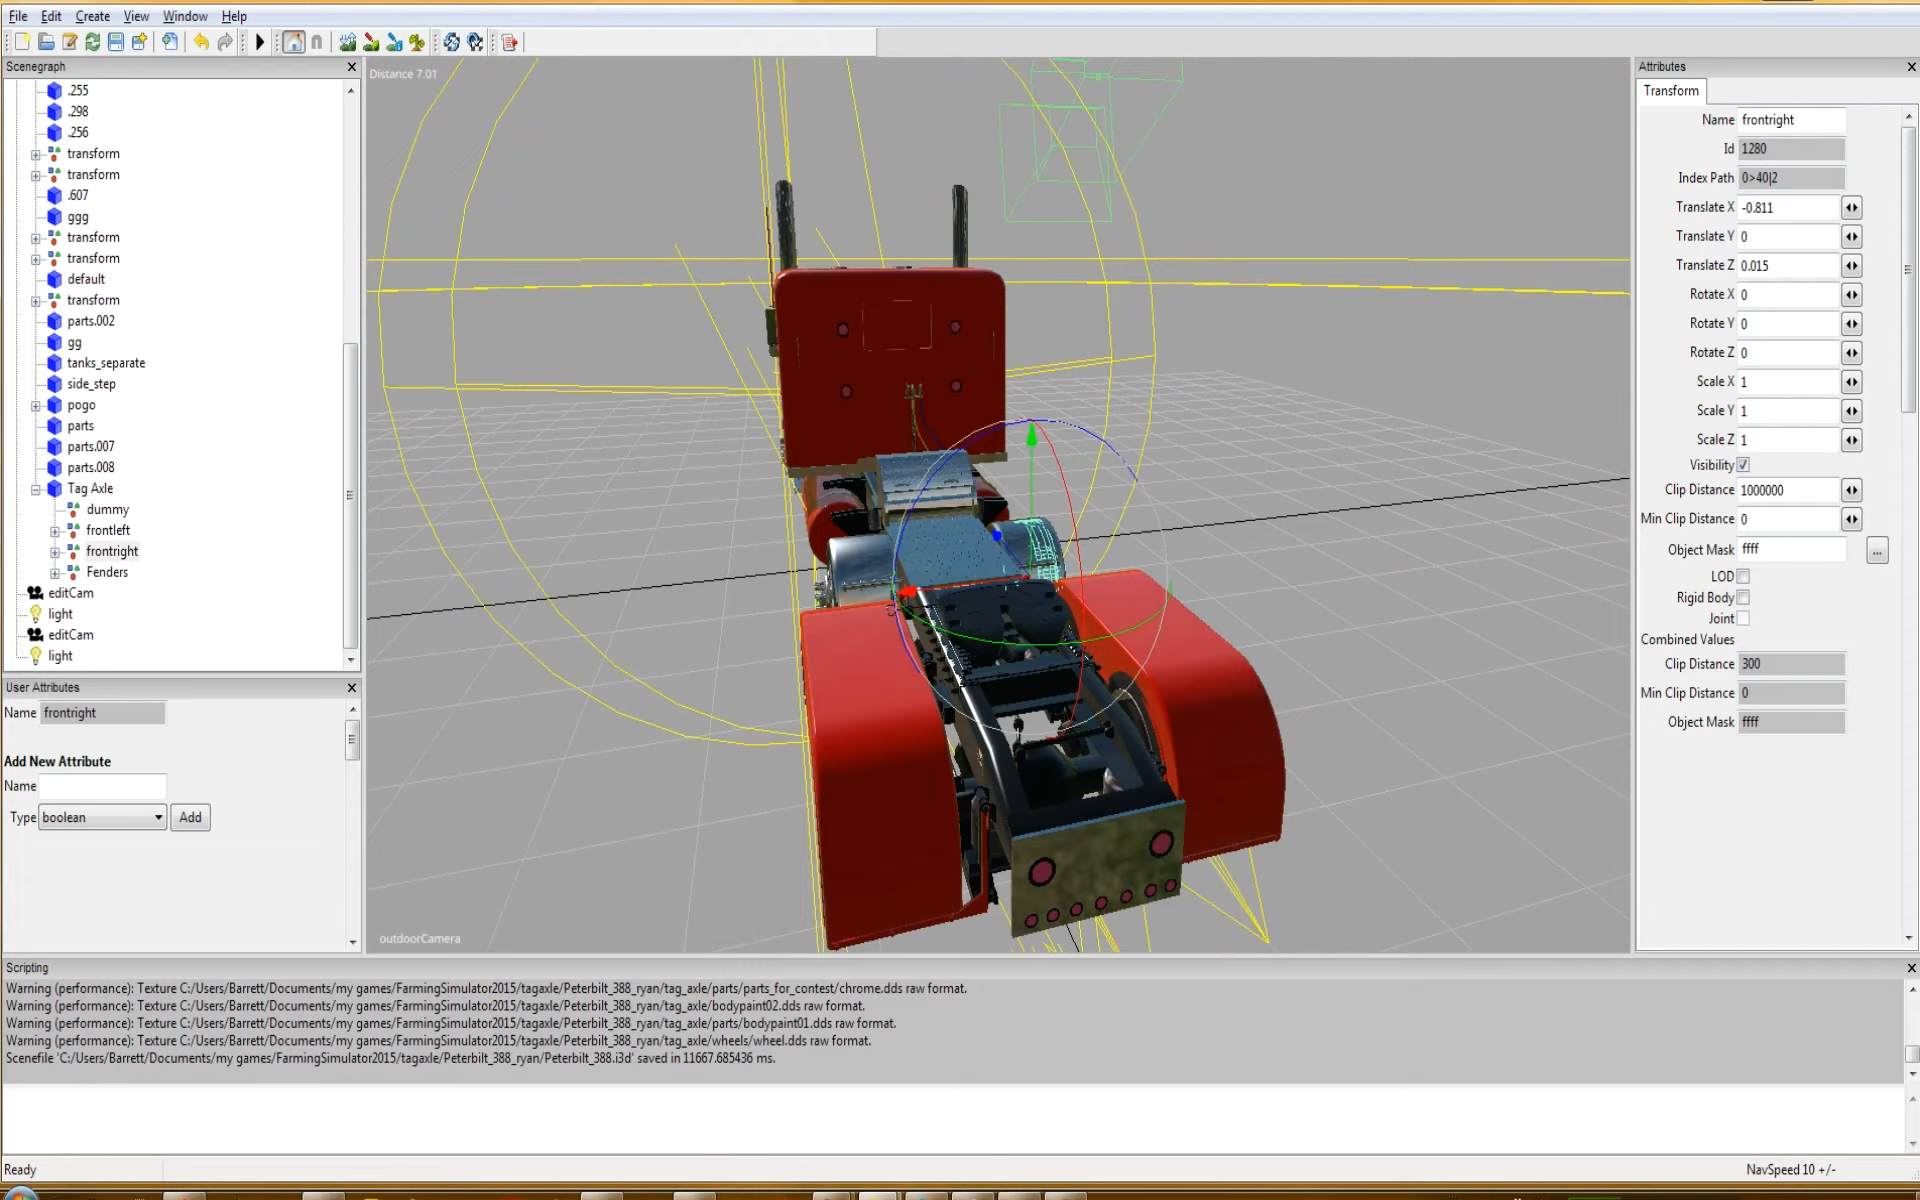 File Edit Create View Window Help
Scenegraph
.255
.298
.256
transform
transform
.607
ggg
transform
transform
default
transform
parts.002
gg
tanks_separate
side_step
pogo
parts
parts.007
parts.008
Tag Axle
dummy
frontleft
frontright
Fenders
editCam
light
editCam
light
User Attributes
Name frontright
Add New Attribute
Name
Type boolean Add
Distance 7.01
outdoorCamera
Attributes
Transform
Name frontright
Id 1280
Index Path 0>40|2
Translate X -0.811
Translate Y 0
Translate Z 0.015
Rotate X 0
Rotate Y 0
Rotate Z 0
Scale X 1
Scale Y 1
Scale Z 1
Visibility
Clip Distance 1000000
Min Clip Distance 0
Object Mask ffff ...
LOD
Rigid Body
Joint
Combined Values
Clip Distance 300
Min Clip Distance 0
Object Mask ffff
Scripting
Warning (performance): Texture C:/Users/Barrett/Documents/my games/FarmingSimulator2015/tagaxle/Peterbilt_388_ryan/tag_axle/parts/parts_for_contest/chrome.dds raw format.
Warning (performance): Texture C:/Users/Barrett/Documents/my games/FarmingSimulator2015/tagaxle/Peterbilt_388_ryan/tag_axle/bodypaint02.dds raw format.
Warning (performance): Texture C:/Users/Barrett/Documents/my games/FarmingSimulator2015/tagaxle/Peterbilt_388_ryan/tag_axle/parts/bodypaint01.dds raw format.
Warning (performance): Texture C:/Users/Barrett/Documents/my games/FarmingSimulator2015/tagaxle/Peterbilt_388_ryan/tag_axle/wheels/wheel.dds raw format.
Scenefile 'C:/Users/Barrett/Documents/my games/FarmingSimulator2015/tagaxle/Peterbilt_388_ryan/Peterbilt_388.i3d' saved in 11667.685436 ms.
Ready
NavSpeed 10 +/-